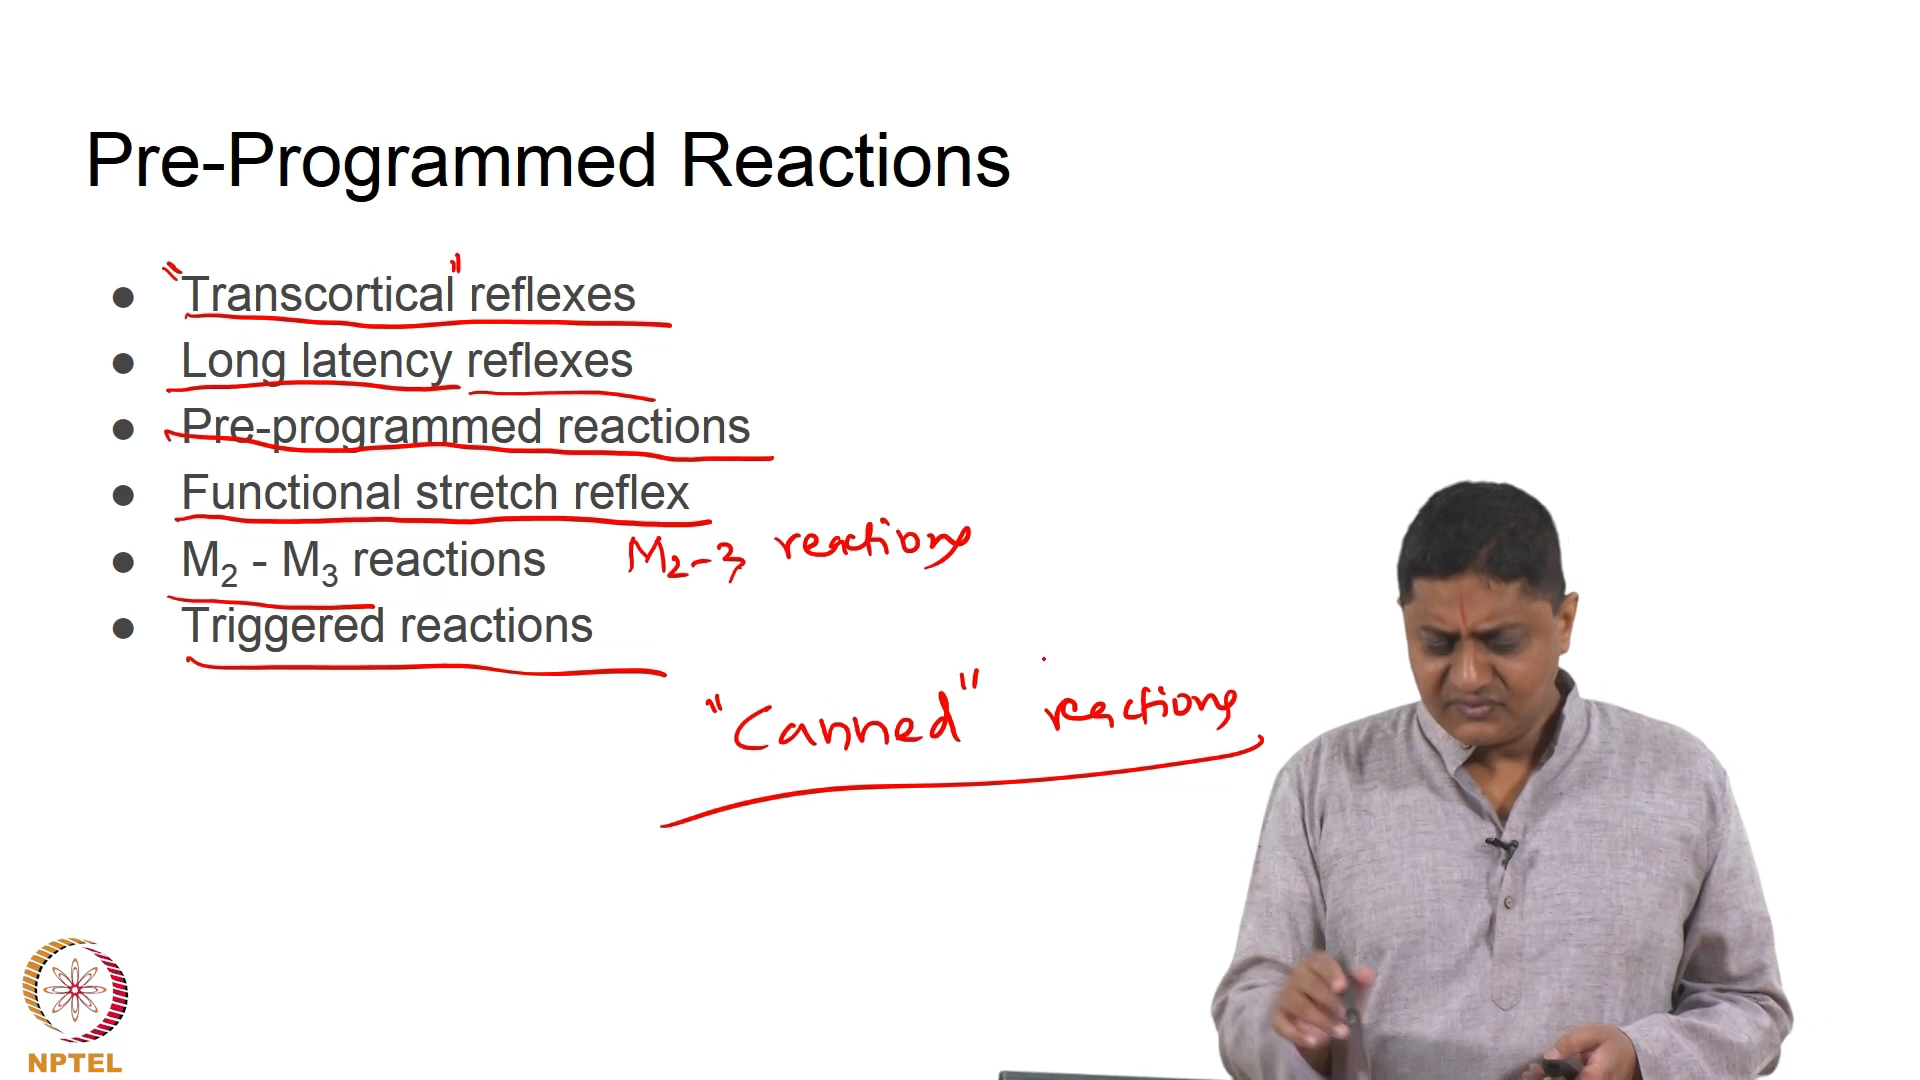 Pre-Programmed Reactions
● "Transcortical" reflexes
● Long latency reflexes
● Pre-programmed reactions
● Functional stretch reflex
● M₂ - M₃ reactions M₂₋₃ reactions
● Triggered reactions
"Canned" reactions
NPTEL